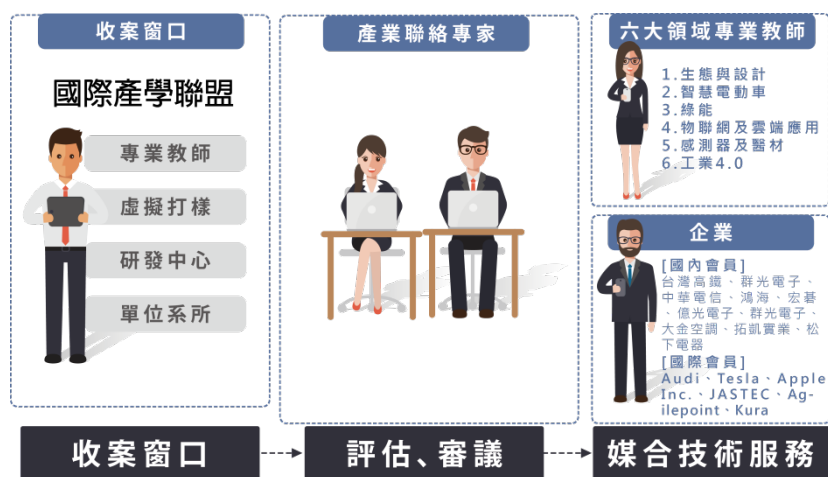 收案窗口
國際產學聯盟
專業教師
虛擬打樣
研發中心
單位系所
產業聯絡專家
六大領域專業教師
1.生態與設計
2.智慧電動車
3.綠能
4.物聯網及雲端應用
5.感測器及醫材
6.工業4.0
企業
[國內會員]
台灣高鐵、群光電子、
中華電信、鴻海、宏碁
、億光電子、群光電子、
大金空調、拓凱實業、松
下電器
[國際會員]
Audi、Tesla、Apple
Inc.、JASTEC、Ag-
ilepoint、Kura
收案窗口
評估、審議
媒合技術服務